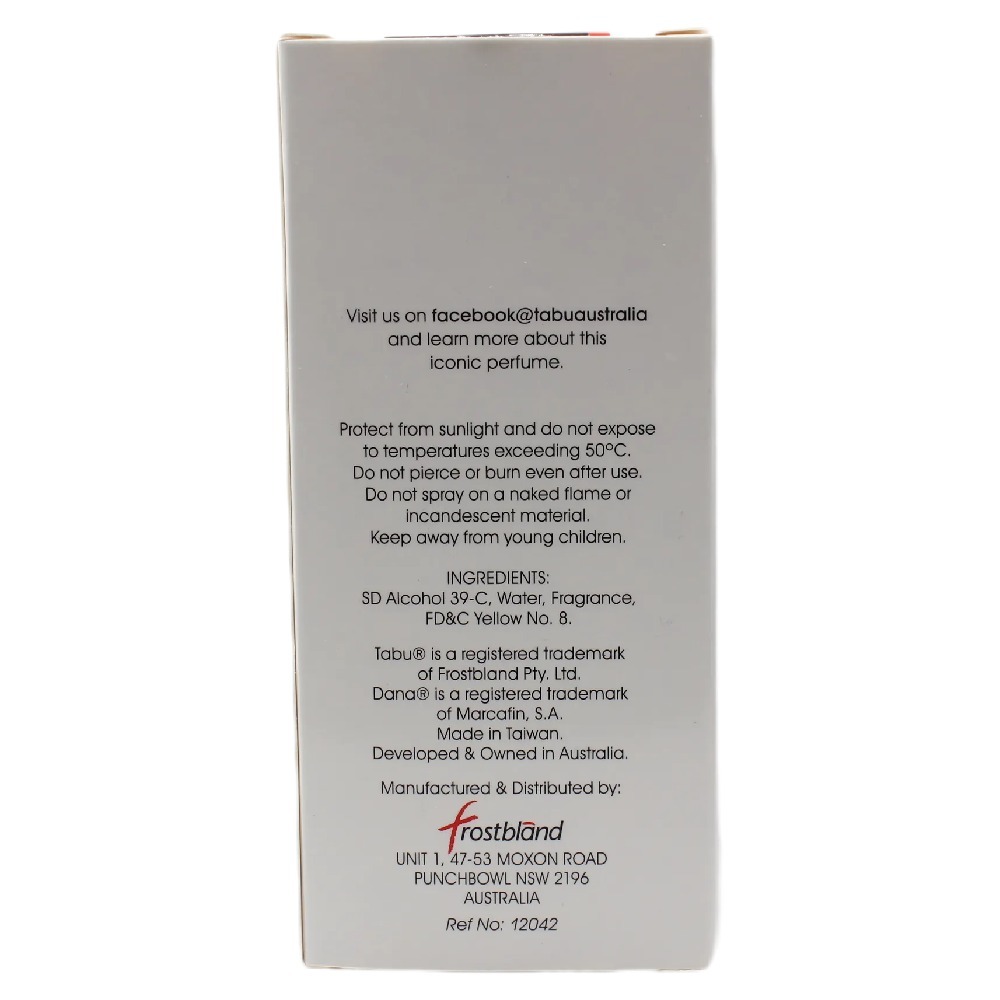 Visit us on facebook@tabuaustralia
and learn more about this
iconic perfume.
Protect from sunlight and do not expose
to temperatures exceeding 50°C.
Do not pierce or burn even after use.
Do not spray on a naked flame or
incandescent material.
Keep away from young children.
INGREDIENTS:
SD Alcohol 39-C, Water, Fragrance,
FD&C Yellow No. 8.
Tabu® is a registered trademark
of Frostbland Pty. Ltd.
Dana® is a registered trademark
of Marcafin, S.A.
Made in Taiwan.
Developed & Owned in Australia.
Manufactured & Distributed by:
frostblānd
UNIT 1, 47-53 MOXON ROAD
PUNCHBOWL NSW 2196
AUSTRALIA
Ref No: 12042